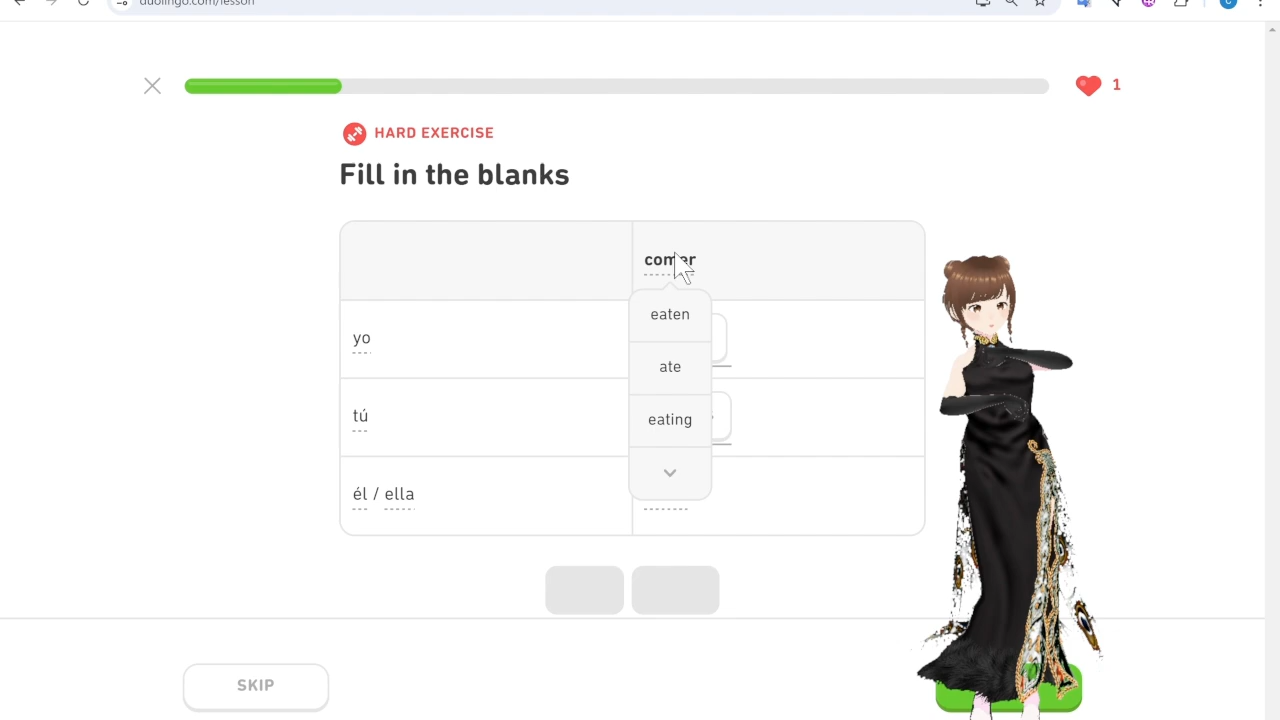 duolingo.com/lesson
1
HARD EXERCISE
Fill in the blanks
comer
eaten
yo
ate
tú
eating
él / ella
SKIP